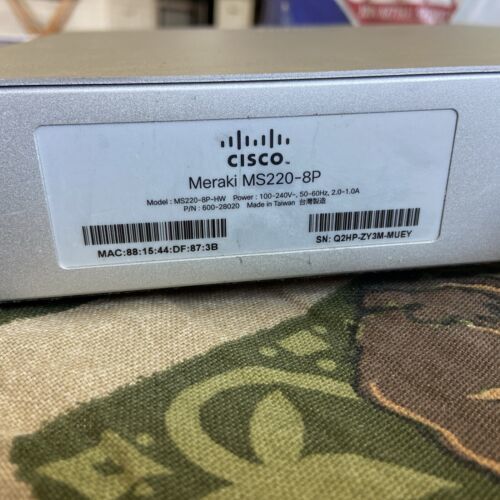 CISCO
Meraki MS220-8P
Model : MS220-8P-HW Power : 100-240V~, 50-60Hz, 2.0-1.0A
P/N : 600-28020 Made in Taiwan 台灣製造
MAC:88:15:44:DF:87:3B
SN: Q2HP-ZY3M-MUEY